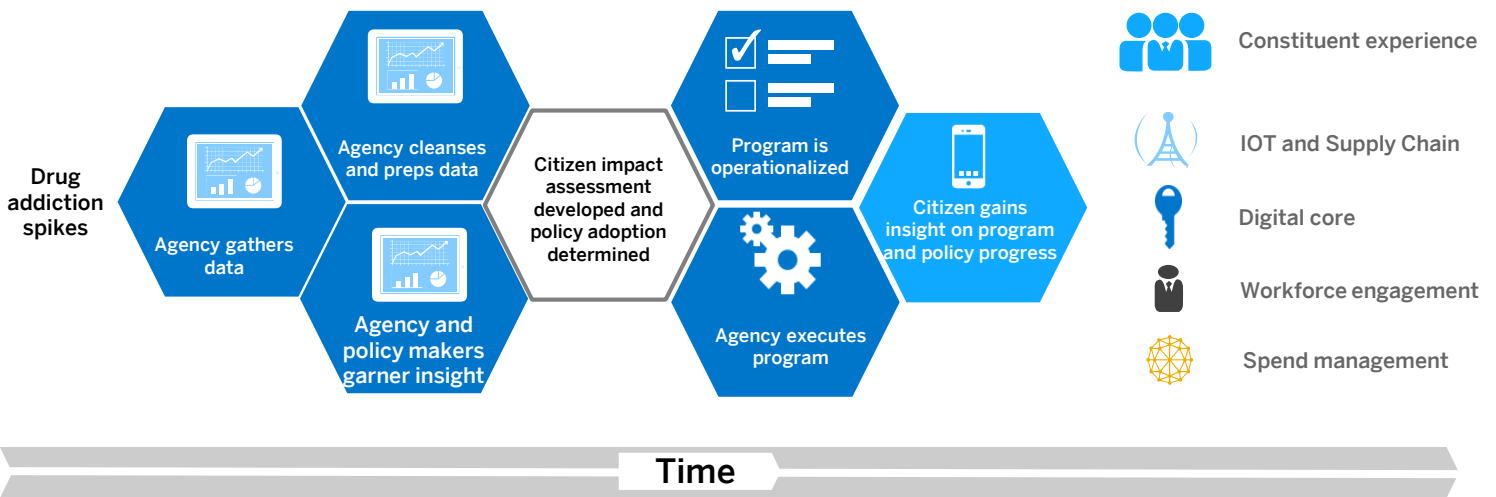 Drug
addiction
spikes
Agency gathers
data
Agency cleanses
and preps data
Agency and
policy makers
garner insight
Citizen impact
assessment
developed and
policy adoption
determined
Program is
operationalized
Agency executes
program
Citizen gains
insight on program
and policy progress
Constituent experience
IOT and Supply Chain
Digital core
Workforce engagement
Spend management
Time